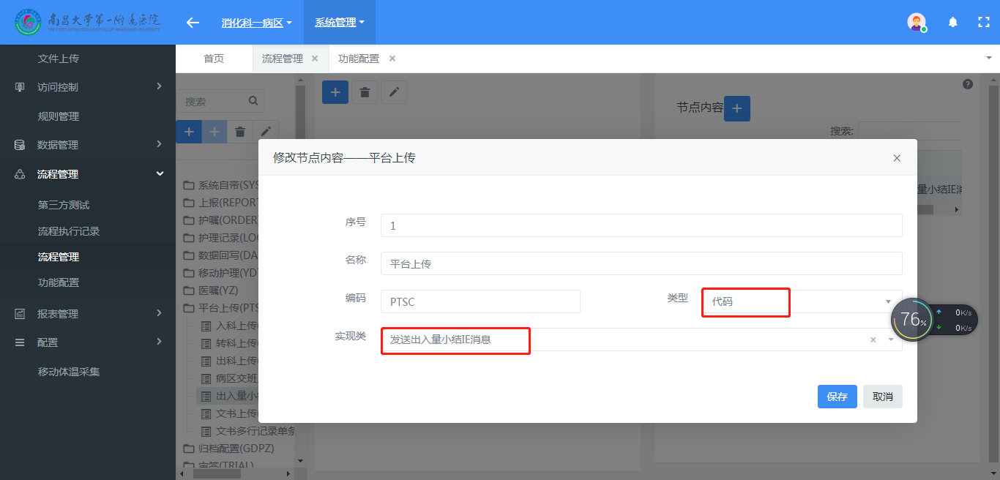 南昌大学第一附属医院
THE FIRST AFFILIATED HOSPITAL OF NANCHANG UNIVERSITY
消化科一病区
系统管理
文件上传
访问控制
规则管理
数据管理
流程管理
第三方测试
流程执行记录
流程管理
功能配置
报表管理
配置
移动体温采集
首页
流程管理 ×
功能配置 ×
搜索
系统自带(SYS
上报(REPORT
护嘱(ORDER
护理记录(LO
数据回写(DA
移动护理(YD
医嘱(YZ)
平台上传(PTS
入科上传(
转科上传(
出科上传(
病区交班
出入量小
文书上传(
文书多行记录单条
归档配置(GDPZ)
宙答(TRIAL)
节点内容
搜索:
量小结IE消
修改节点内容——平台上传
×
序号
1
名称
平台上传
编码
PTSC
类型
代码
实现类
发送出入量小结IE消息
×
保存
取消
76%
0K/s
0K/s